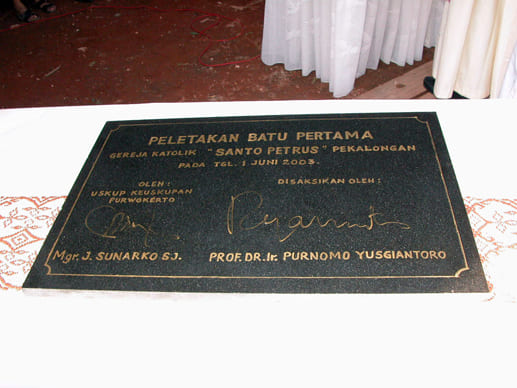 PELETAKAN BATU PERTAMA
GEREJA KATOLIK "SANTO PETRUS" PEKALONGAN
PADA TGL. 1 JUNI 2003.
OLEH :
USKUP KEUSKUPAN
PURWOKERTO
Mgr. J. SUNARKO SJ.
DISAKSIKAN OLEH :
PROF. DR. Ir. PURNOMO YUSGIANTORO